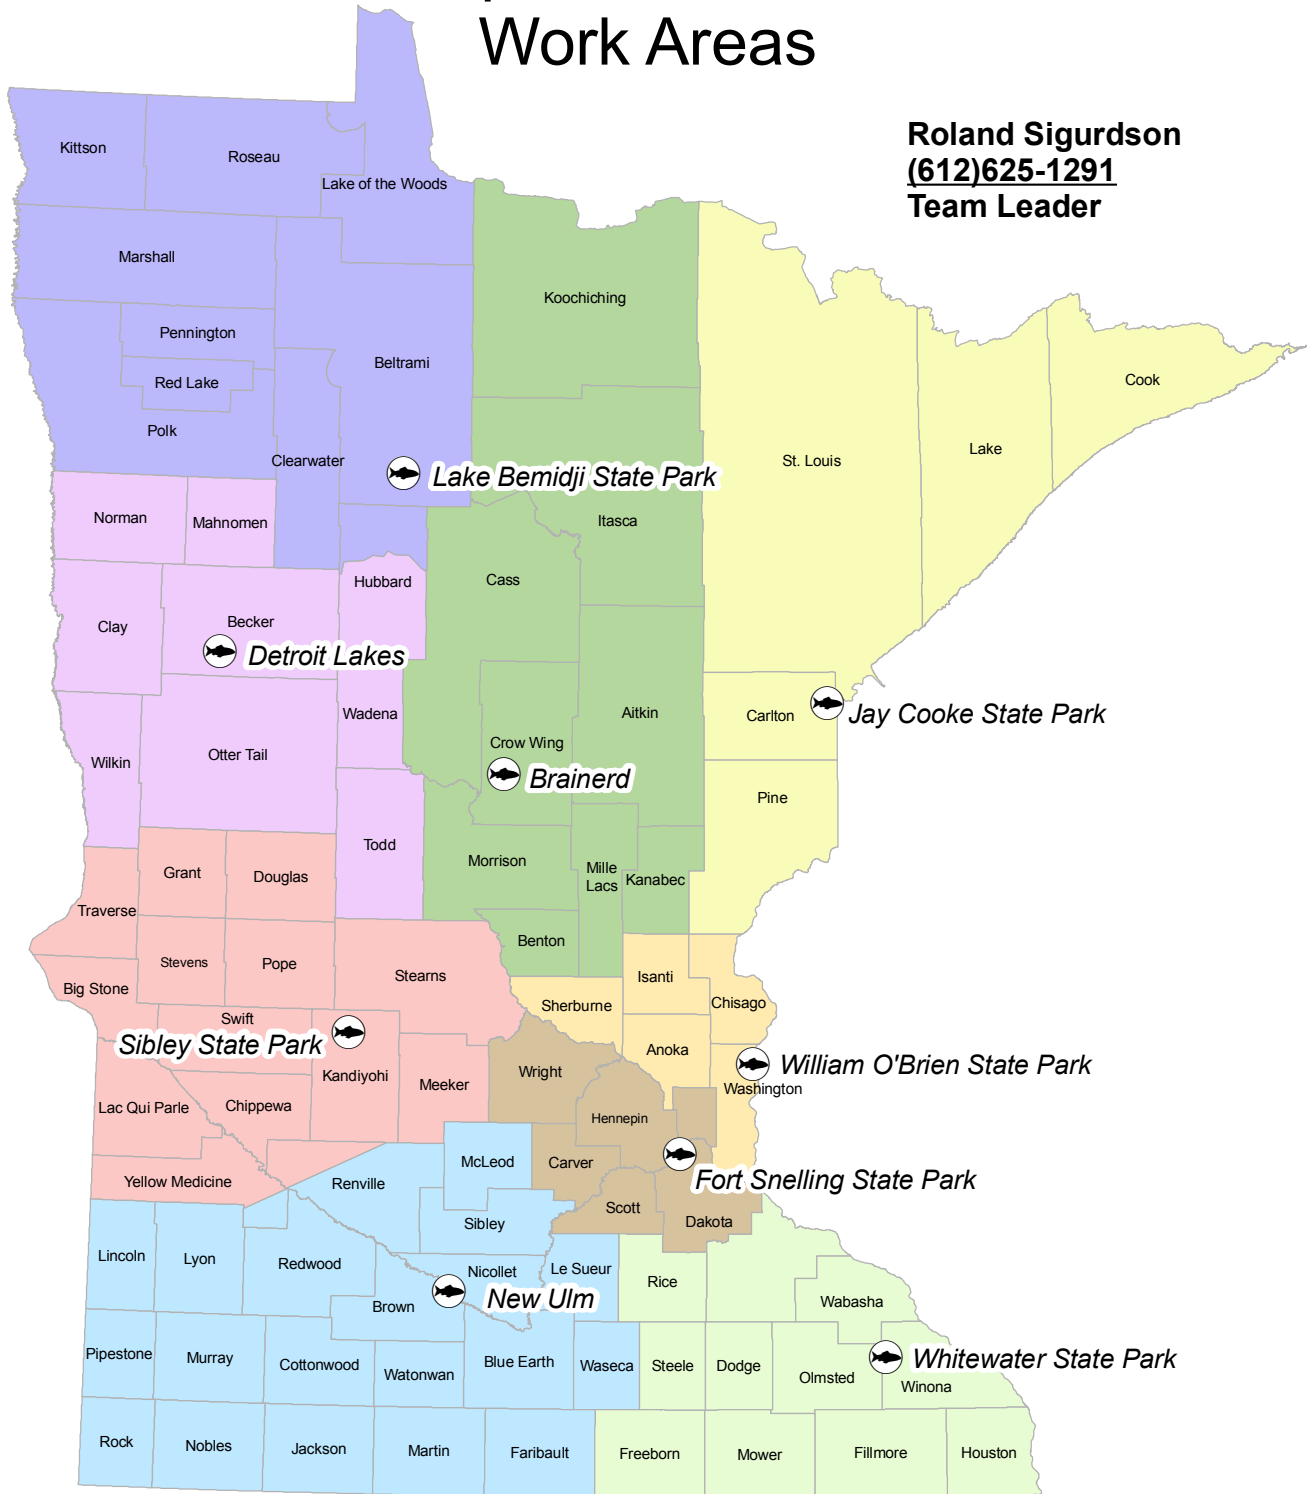 Work Areas
Roland Sigurdson
(612)625-1291
Team Leader
Kittson
Roseau
Lake of the Woods
Marshall
Koochiching
Pennington
Beltrami
Red Lake
Cook
Polk
Lake
Clearwater
St. Louis
Lake Bemidji State Park
Norman
Mahnomen
Itasca
Hubbard
Cass
Becker
Clay
Detroit Lakes
Wadena
Aitkin
Carlton
Jay Cooke State Park
Crow Wing
Otter Tail
Wilkin
Brainerd
Pine
Todd
Morrison
Mille
Lacs
Kanabec
Grant
Douglas
Traverse
Benton
Stevens
Pope
Stearns
Isanti
Big Stone
Sherburne
Chisago
Swift
Sibley State Park
Anoka
William O'Brien State Park
Wright
Kandiyohi
Meeker
Washington
Lac Qui Parle
Chippewa
Hennepin
McLeod
Carver
Yellow Medicine
Renville
Fort Snelling State Park
Scott
Dakota
Sibley
Lincoln
Lyon
Redwood
Nicollet
Le Sueur
Rice
Brown
New Ulm
Wabasha
Pipestone
Murray
Cottonwood
Watonwan
Blue Earth
Waseca
Steele
Dodge
Olmsted
Whitewater State Park
Winona
Rock
Nobles
Jackson
Martin
Faribault
Freeborn
Mower
Fillmore
Houston